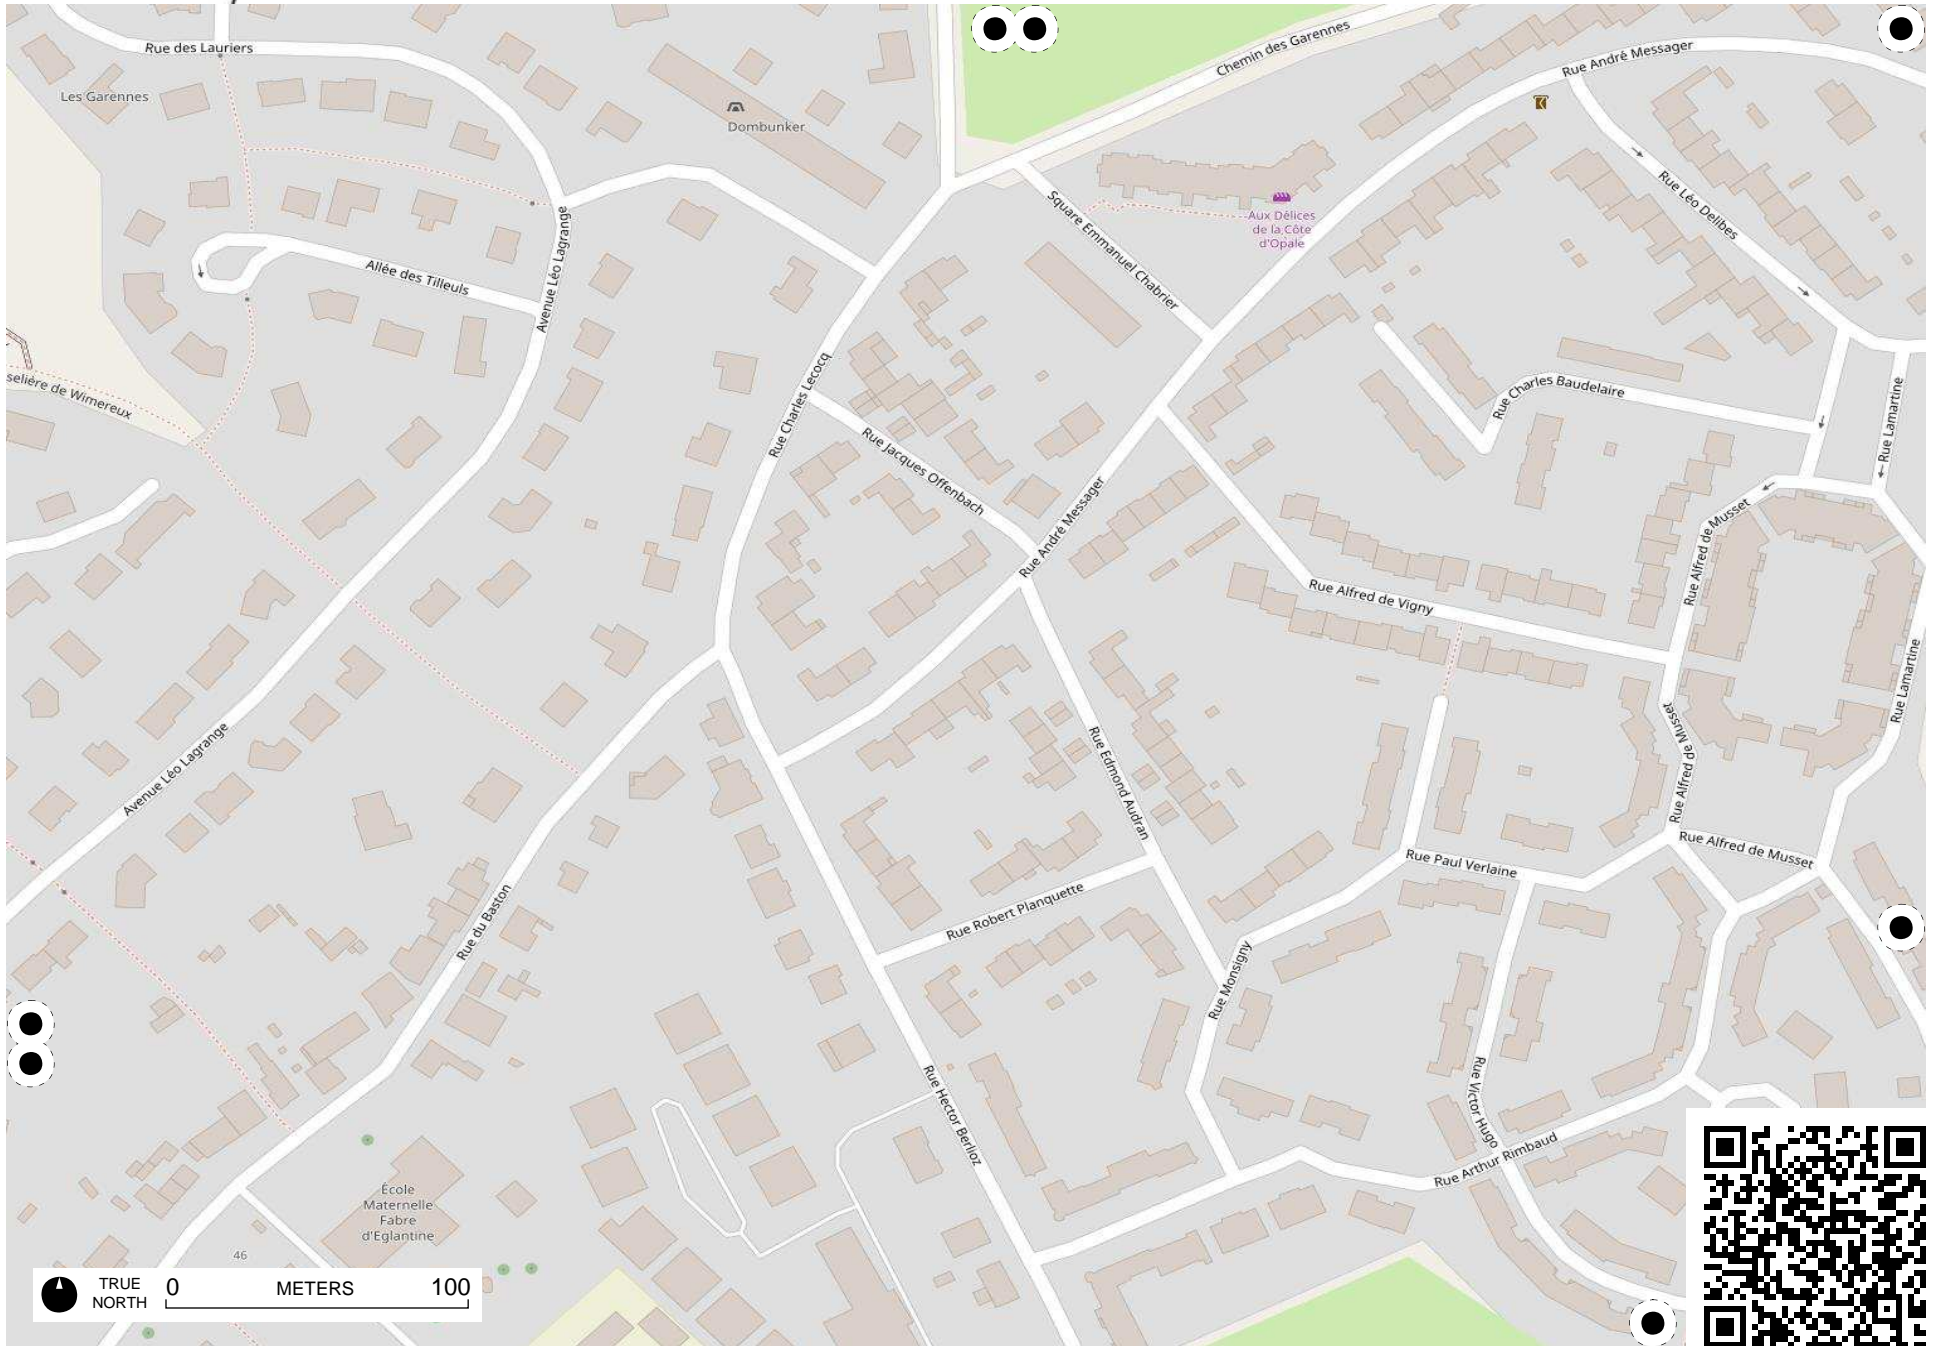 Rue des Lauriers
Chemin des Garennes
Rue André Messager
Les Garennes
Dombunker
Rue Léo Delibes
Square Emmanuel Chabrier
Aux Délices
de la Côte
d'Opale
Avenue Léo Lagrange
Allée des Tilleuls
selière de Wimereux
Rue Charles Lecocq
Rue Charles Baudelaire
Rue Lamartine
Rue Jacques Offenbach
Rue André Messager
Rue Alfred de Musset
Rue Alfred de Vigny
Rue Lamartine
Avenue Léo Lagrange
Rue Edmond Audran
Rue Alfred de Musset
Rue Alfred de Musset
Rue Paul Verlaine
Rue du Baston
Rue Robert Planquette
Rue Monsigny
Rue Hector Berlioz
Rue Victor Hugo
Rue Arthur Rimbaud
École
Maternelle
Fabre
d'Eglantine
46
TRUE
NORTH
0 METERS 100